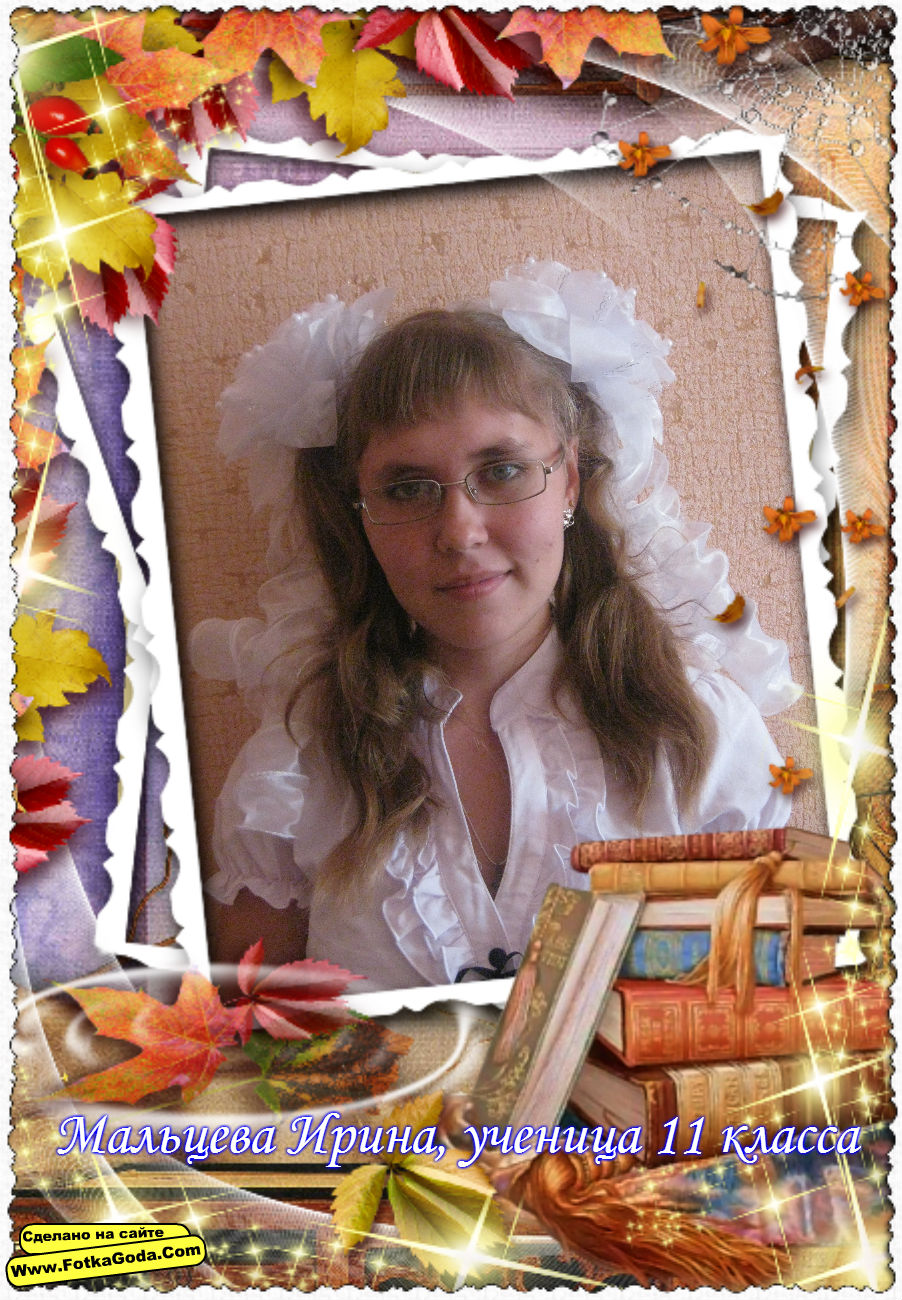 Мальцева Ирина, ученица 11 класса
Сделано на сайте
Www.FotkaGoda.Com